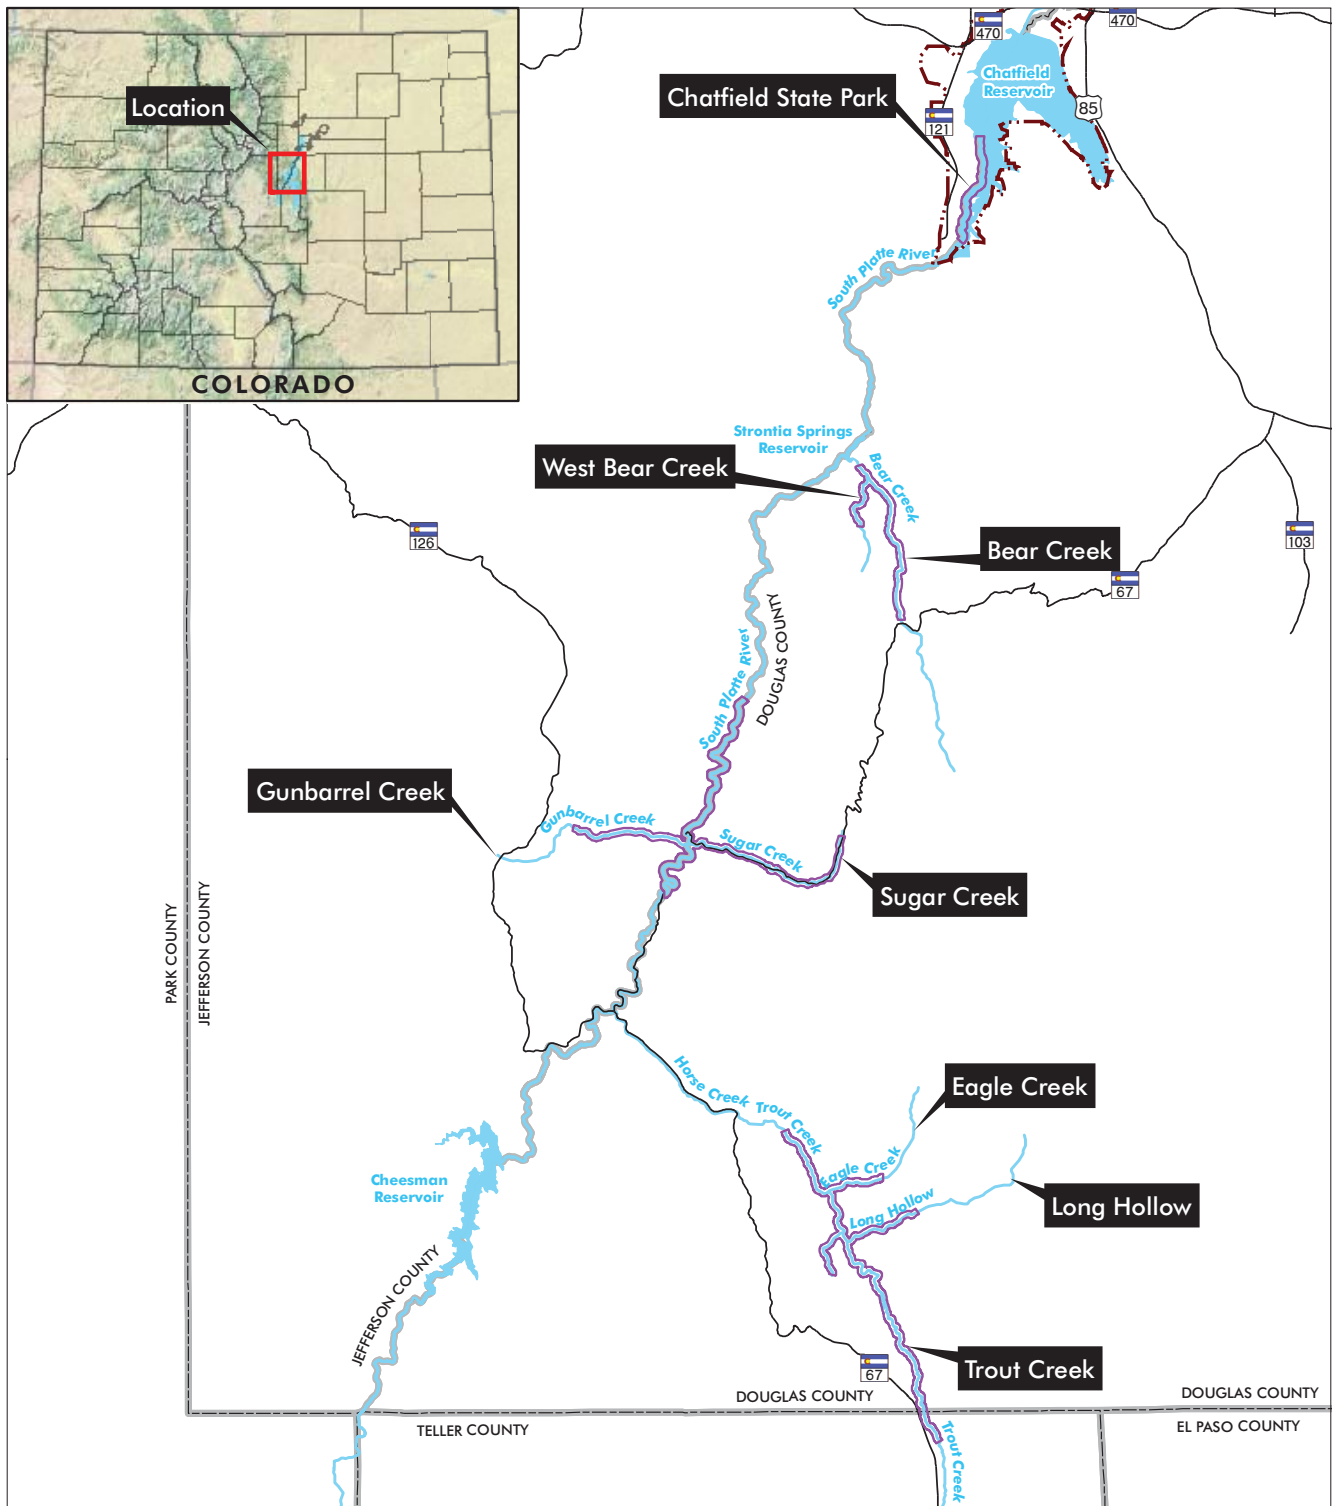 Location
COLORADO
470
470
Chatfield
Reservoir
85
Chatfield State Park
121
South Platte River
Strontia Springs
Reservoir
West Bear Creek
Bear Creek
Bear Creek
126
103
67
DOUGLAS COUNTY
South Platte River
Gunbarrel Creek
Gunbarrel Creek
Sugar Creek
Sugar Creek
PARK COUNTY
JEFFERSON COUNTY
Horse Creek
Trout Creek
Eagle Creek
Eagle Creek
Cheesman
Reservoir
Long Hollow
Long Hollow
JEFFERSON COUNTY
Trout Creek
67
DOUGLAS COUNTY
DOUGLAS COUNTY
TELLER COUNTY
EL PASO COUNTY
Trout Creek